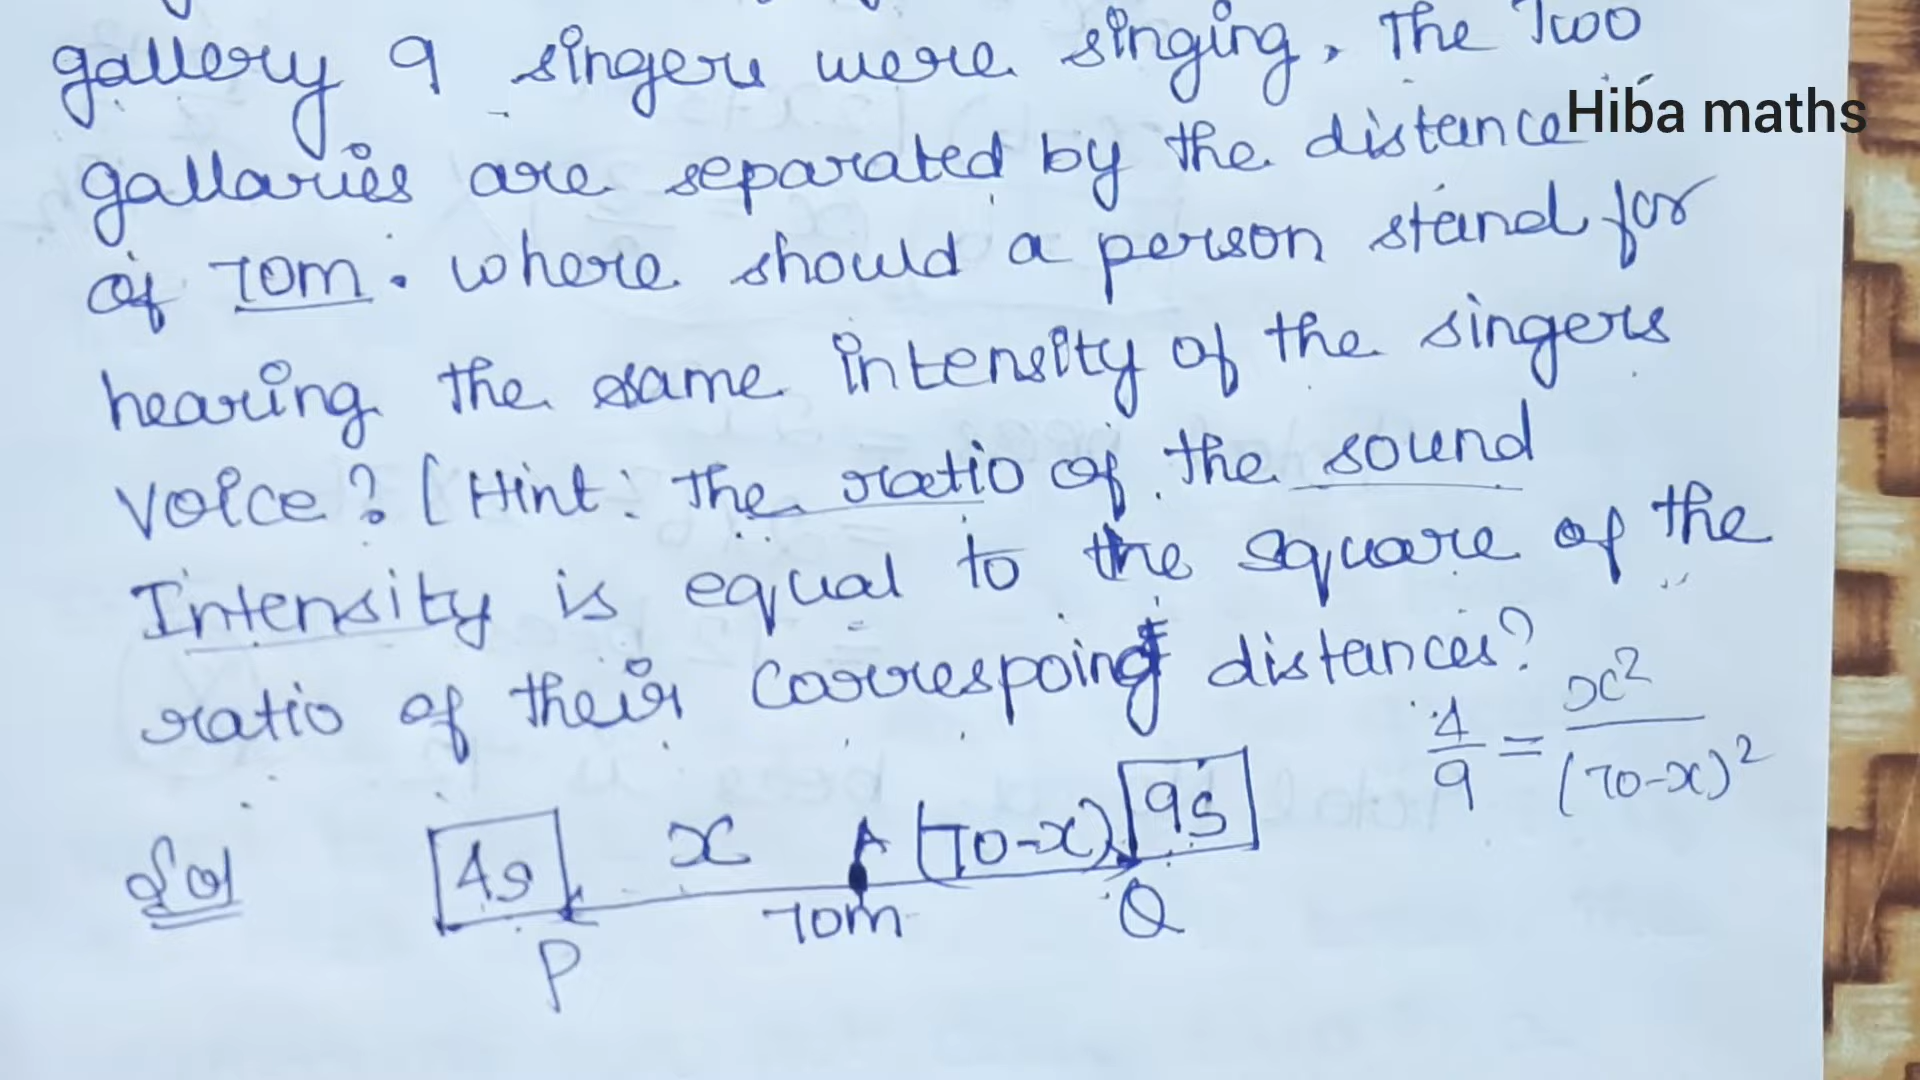 gallery 9 singers were singing, The Two
Hiba maths
gallaries are separated by the distance
of 70m. where should a person stand for
hearing the same intensity of the singers
voice? (Hint: The ratio of the sound
Intensity is equal to the square of the
ratio of their correspoing distances?
4/9 = x²/(70-x)²
Sol
4s x (70-x) 9s
70m
P Q